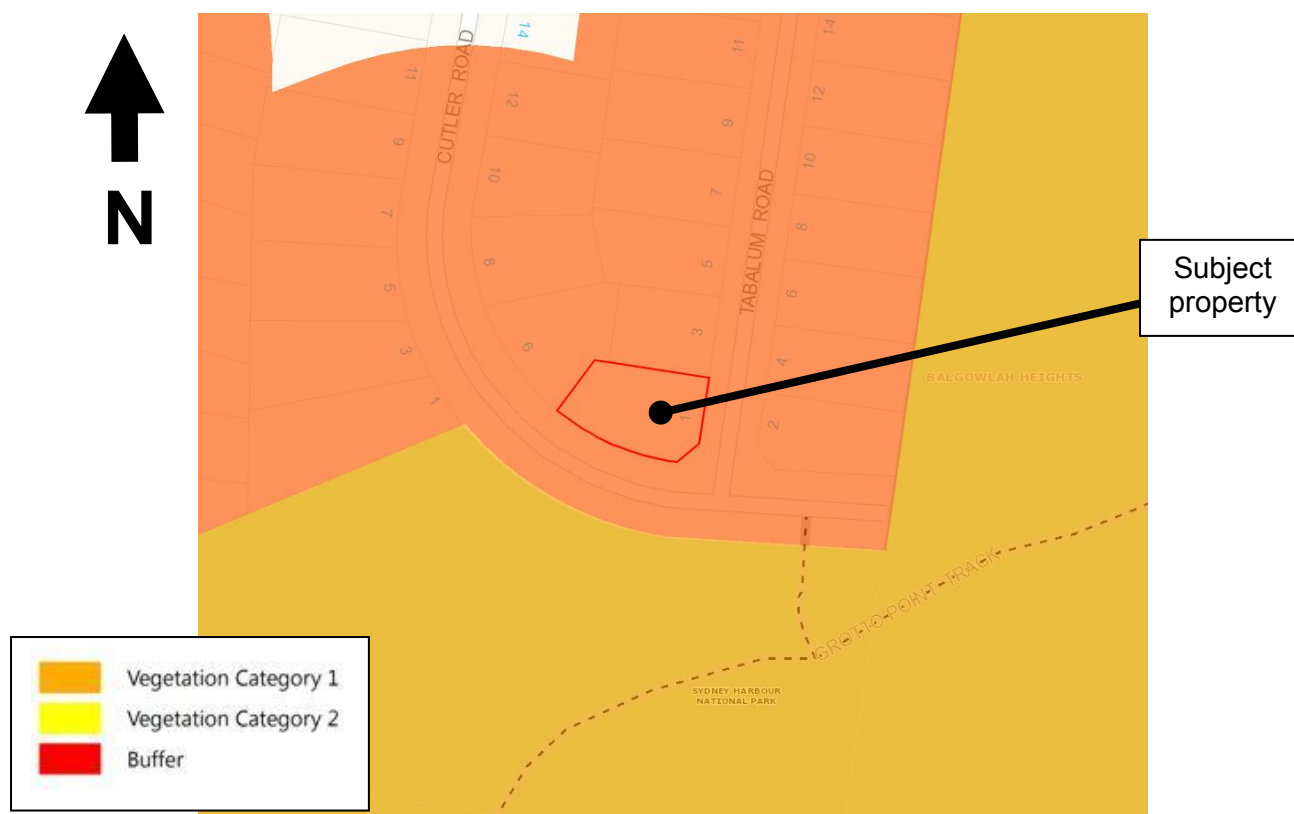 N
14
CUTLER ROAD
11
12
9
10
7
8
5
6
3
1
11
14
12
9
10
7
TABALUM ROAD
8
5
6
3
4
1
2
Subject
property
BALGOWLAH HEIGHTS
GROTTO POINT TRACK
SYDNEY HARBOUR
NATIONAL PARK
Vegetation Category 1
Vegetation Category 2
Buffer